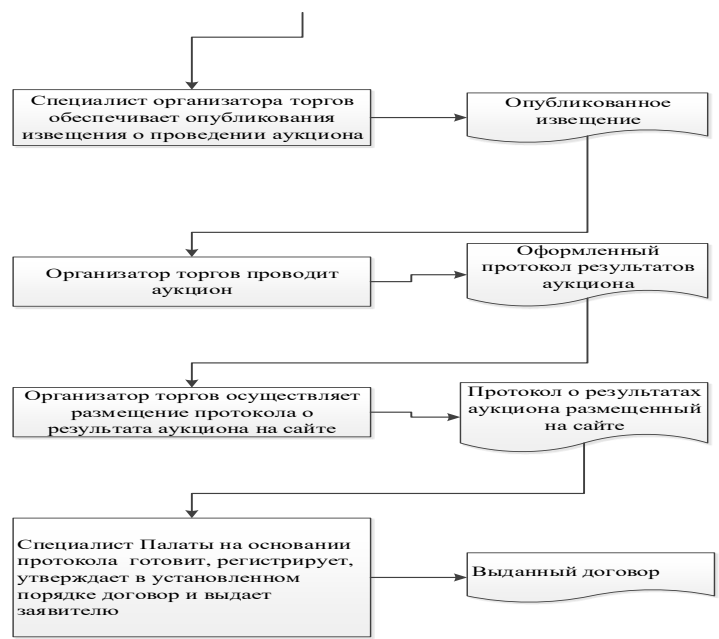 Специалист организатора торгов
обеспечивает опубликования
извещения о проведении аукциона
Опубликованное
извещение
Организатор торгов проводит
аукцион
Оформленный
протокол результатов
аукциона
Организатор торгов осуществляет
размещение протокола о
результата аукциона на сайте
Протокол о результатах
аукциона размещенный
на сайте
Специалист Палаты на основании
протокола готовит, регистрирует,
утверждает в установленном
порядке договор и выдает
заявителю
Выданный договор